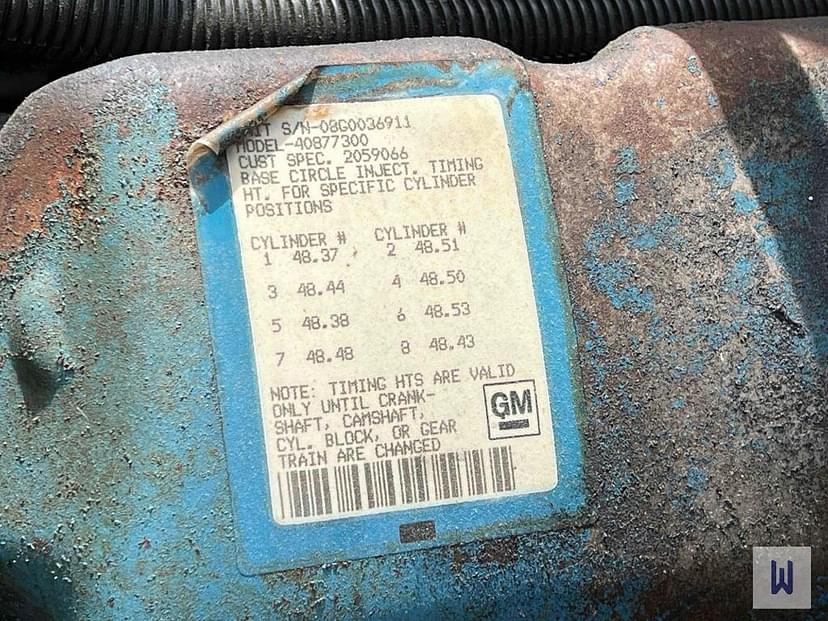 S/N-08G0036911
MODEL-40877300
CUST SPEC. 2059066
BASE CIRCLE INJECT. TIMING
HT. FOR SPECIFIC CYLINDER
POSITIONS
CYLINDER # CYLINDER #
1 48.37 2 48.51
3 48.44 4 48.50
5 48.38 6 48.53
7 48.48 8 48.43
NOTE: TIMING HTS ARE VALID
ONLY UNTIL CRANK-
SHAFT, CAMSHAFT,
CYL. BLOCK, OR GEAR
TRAIN ARE CHANGED
GM
W